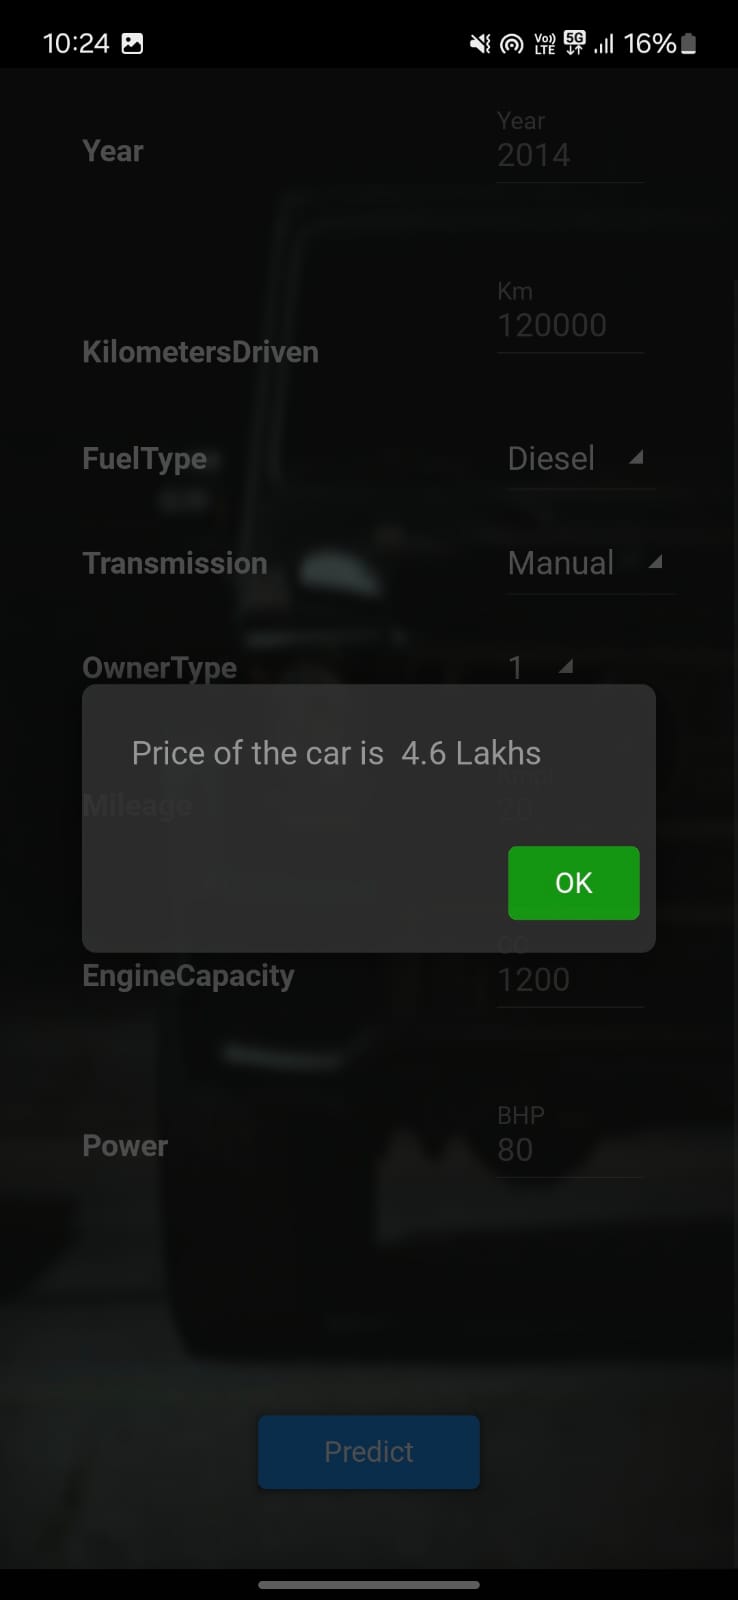 10:24
Vo)) LTE 5G 16%
Year
Year
2014
Km
120000
KilometersDriven
FuelType
Diesel
Transmission
Manual
OwnerType
1
Price of the car is 4.6 Lakhs
Kmpl
Mileage
20
OK
CC
EngineCapacity
1200
BHP
Power
80
Predict